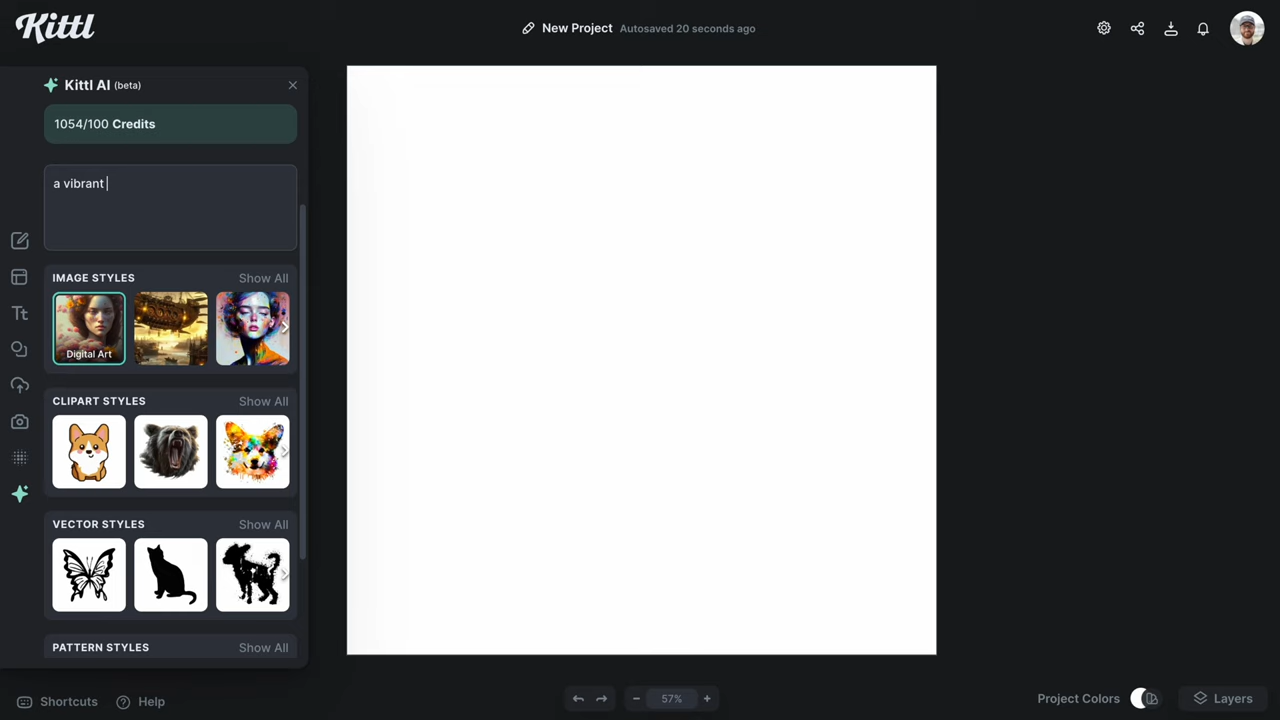 Kittl
New Project Autosaved 20 seconds ago
Kittl AI (beta)
1054/100 Credits
a vibrant
IMAGE STYLES Show All
Digital Art
CLIPART STYLES Show All
VECTOR STYLES Show All
PATTERN STYLES Show All
Tt
Shortcuts Help
57%
Project Colors Layers